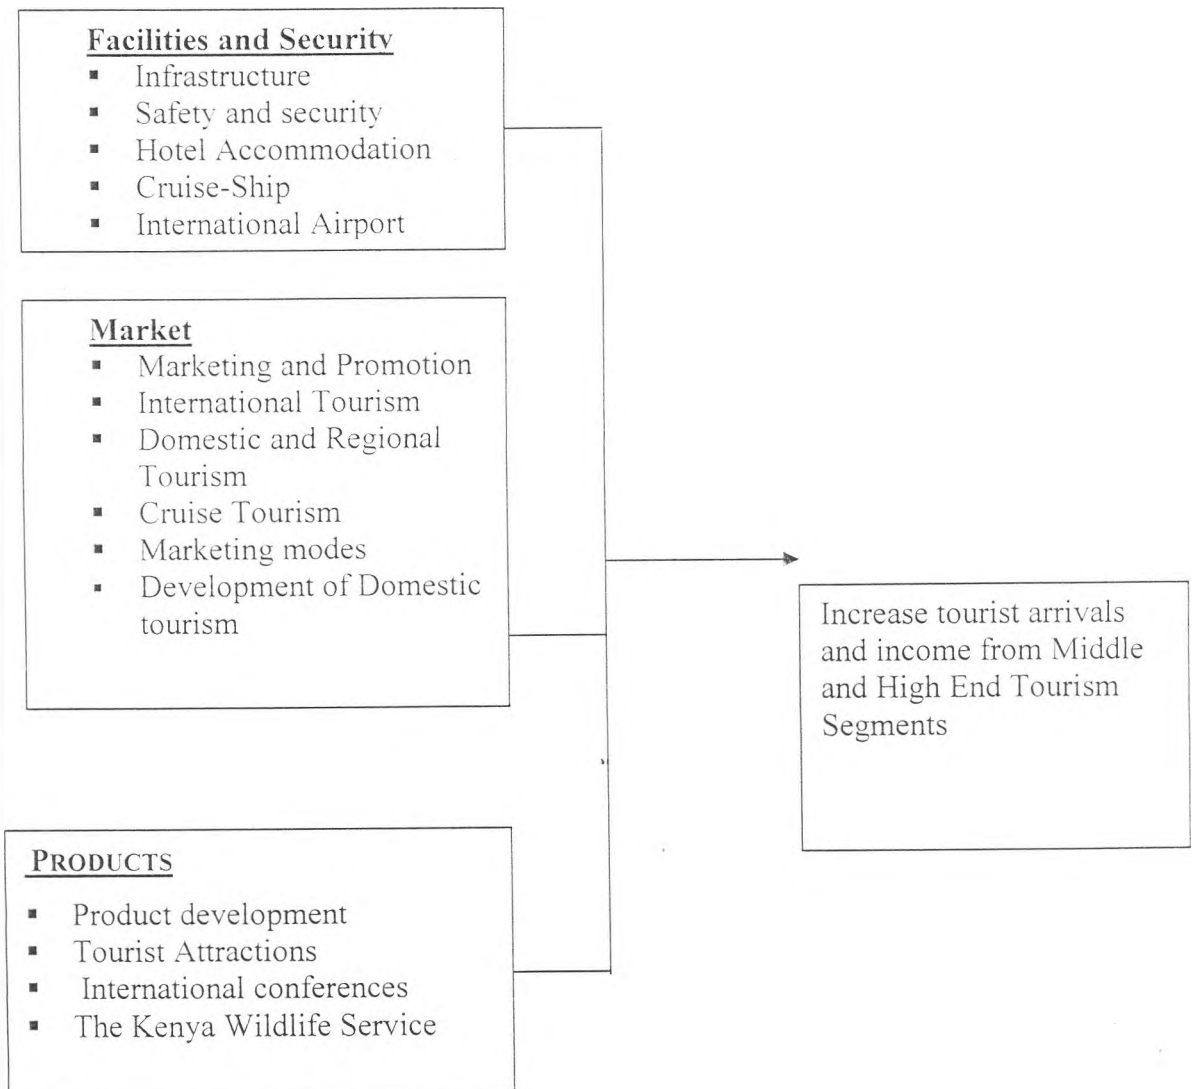 Facilities and Security
▪ Infrastructure
▪ Safety and security
▪ Hotel Accommodation
▪ Cruise-Ship
▪ International Airport
Market
▪ Marketing and Promotion
▪ International Tourism
▪ Domestic and Regional
Tourism
▪ Cruise Tourism
▪ Marketing modes
▪ Development of Domestic
tourism
Increase tourist arrivals
and income from Middle
and High End Tourism
Segments
PRODUCTS
▪ Product development
▪ Tourist Attractions
▪ International conferences
▪ The Kenya Wildlife Service